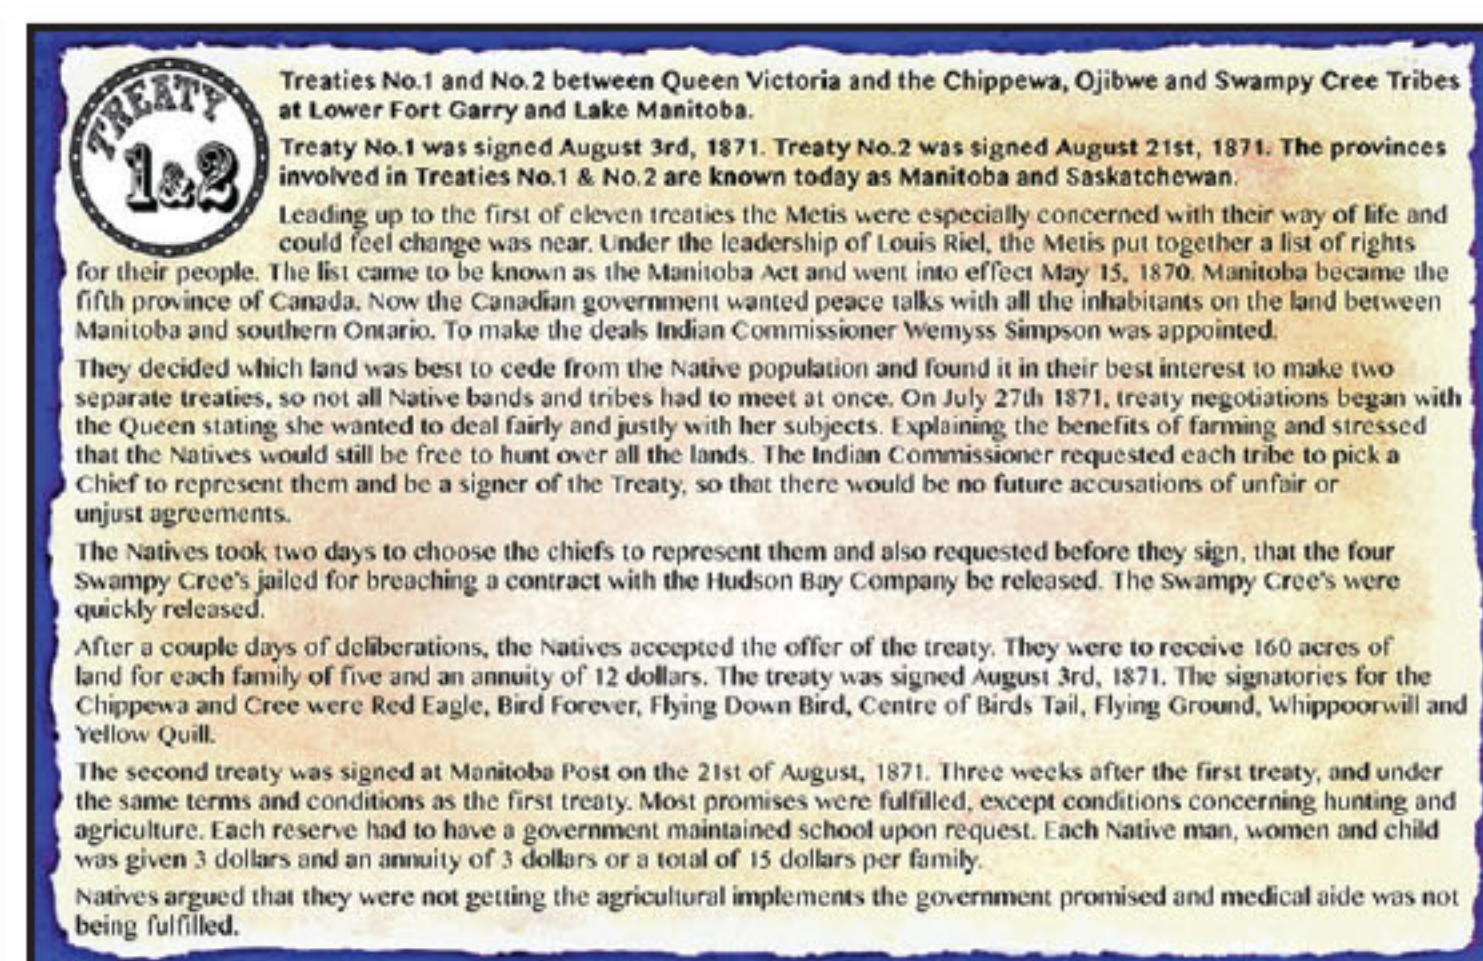 TREATY
1&2
Treaties No.1 and No.2 between Queen Victoria and the Chippewa, Ojibwe and Swampy Cree Tribes
at Lower Fort Garry and Lake Manitoba.
Treaty No.1 was signed August 3rd, 1871. Treaty No.2 was signed August 21st, 1871. The provinces
involved in Treaties No.1 & No.2 are known today as Manitoba and Saskatchewan.
Leading up to the first of eleven treaties the Metis were especially concerned with their way of life and
could feel change was near. Under the leadership of Louis Riel, the Metis put together a list of rights
for their people. The list came to be known as the Manitoba Act and went into effect May 15, 1870. Manitoba became the
fifth province of Canada. Now the Canadian government wanted peace talks with all the inhabitants on the land between
Manitoba and southern Ontario. To make the deals Indian Commissioner Wemyss Simpson was appointed.
They decided which land was best to cede from the Native population and found it in their best interest to make two
separate treaties, so not all Native bands and tribes had to meet at once. On July 27th 1871, treaty negotiations began with
the Queen stating she wanted to deal fairly and justly with her subjects. Explaining the benefits of farming and stressed
that the Natives would still be free to hunt over all the lands. The Indian Commissioner requested each tribe to pick a
Chief to represent them and be a signer of the Treaty, so that there would be no future accusations of unfair or
unjust agreements.
The Natives took two days to choose the chiefs to represent them and also requested before they sign, that the four
Swampy Cree's jailed for breaching a contract with the Hudson Bay Company be released. The Swampy Cree's were
quickly released.
After a couple days of deliberations, the Natives accepted the offer of the treaty. They were to receive 160 acres of
land for each family of five and an annuity of 12 dollars. The treaty was signed August 3rd, 1871. The signatories for the
Chippewa and Cree were Red Eagle, Bird Forever, Flying Down Bird, Centre of Birds Tail, Flying Ground, Whippoorwill and
Yellow Quill.
The second treaty was signed at Manitoba Post on the 21st of August, 1871. Three weeks after the first treaty, and under
the same terms and conditions as the first treaty. Most promises were fulfilled, except conditions concerning hunting and
agriculture. Each reserve had to have a government maintained school upon request. Each Native man, women and child
was given 3 dollars and an annuity of 3 dollars or a total of 15 dollars per family.
Natives argued that they were not getting the agricultural implements the government promised and medical aide was not
being fulfilled.